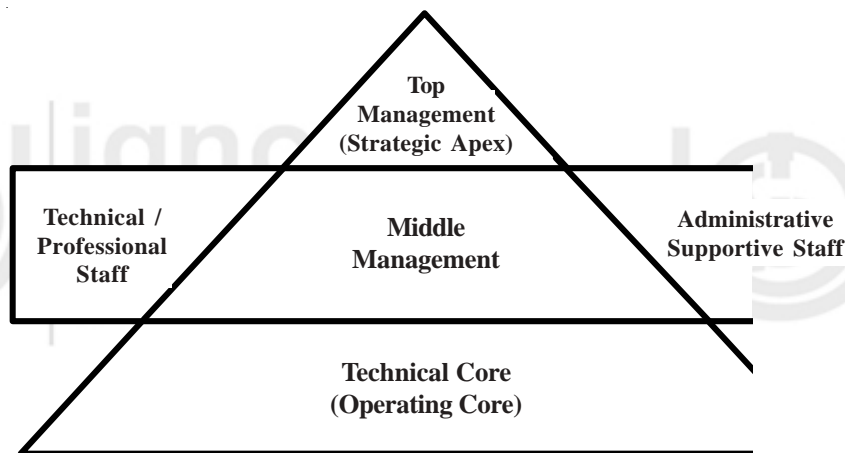 Top
Management
(Strategic Apex)
Technical /
Professional
Staff
Middle
Management
Administrative
Supportive Staff
Technical Core
(Operating Core)